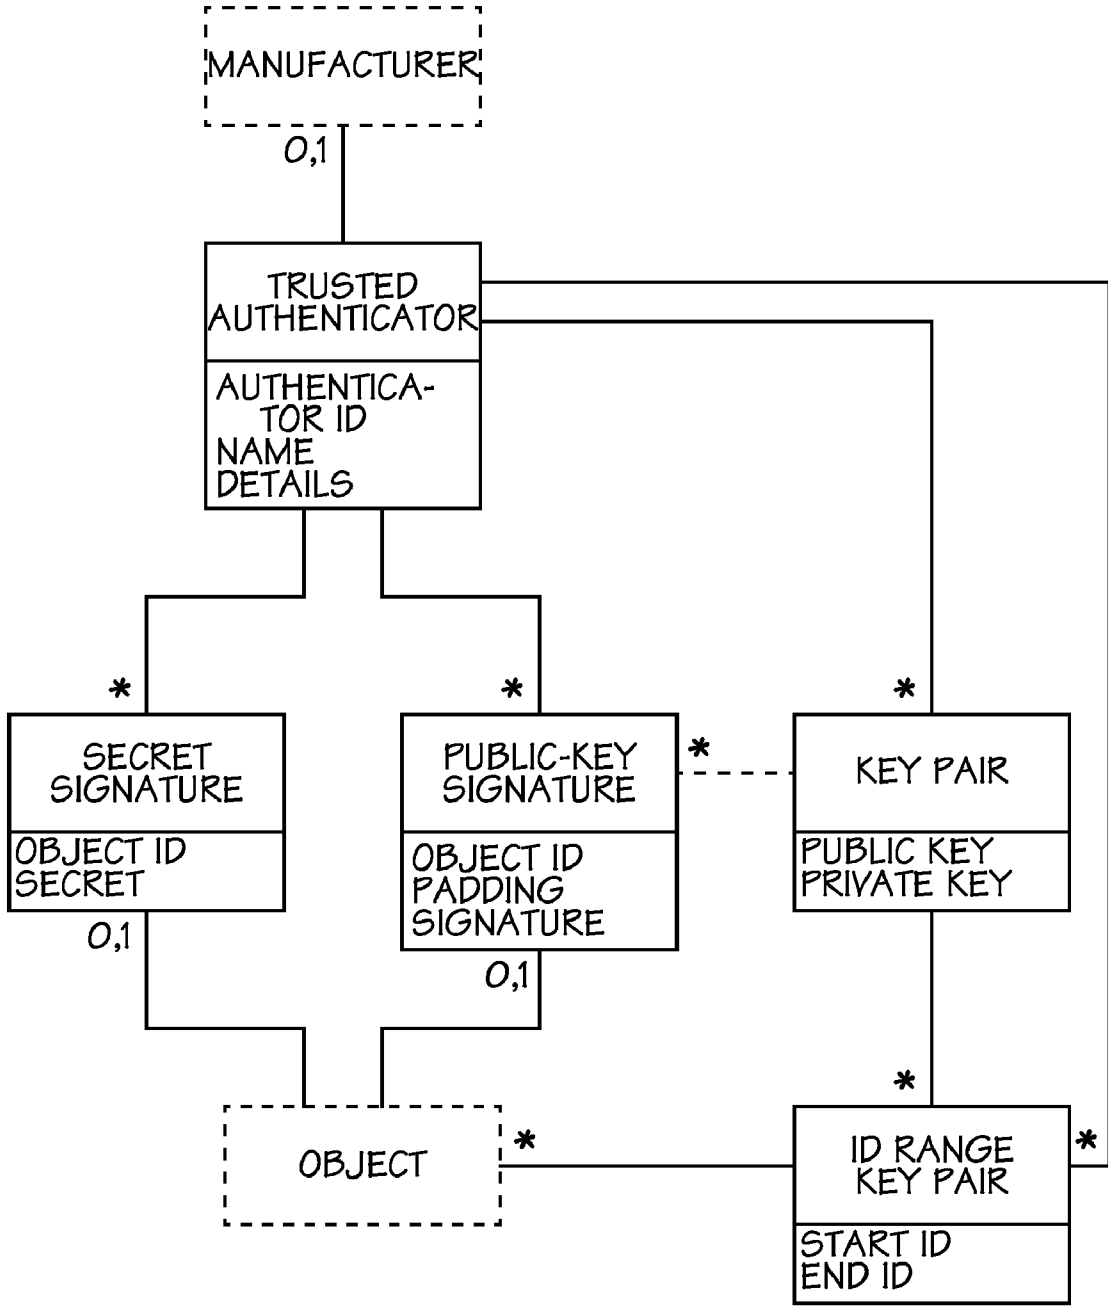 MANUFACTURER
0,1
TRUSTED
AUTHENTICATOR
AUTHENTICA-
TOR ID
NAME
DETAILS
*
*
*
SECRET
SIGNATURE
OBJECT ID
SECRET
0,1
PUBLIC-KEY
SIGNATURE
*
OBJECT ID
PADDING
SIGNATURE
0,1
KEY PAIR
PUBLIC KEY
PRIVATE KEY
*
OBJECT
*
ID RANGE
KEY PAIR
*
START ID
END ID